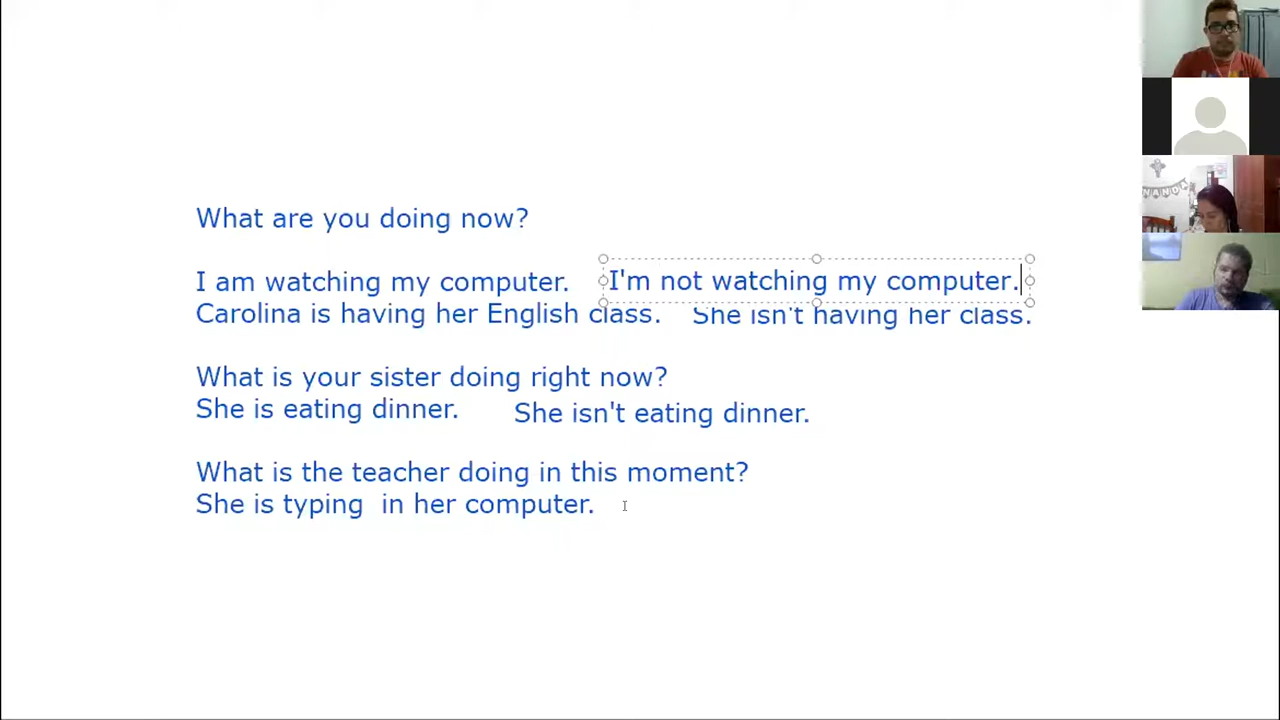 What are you doing now?
I am watching my computer. I'm not watching my computer.
Carolina is having her English class. She isn't having her class.
What is your sister doing right now?
She is eating dinner. She isn't eating dinner.
What is the teacher doing in this moment?
She is typing  in her computer.